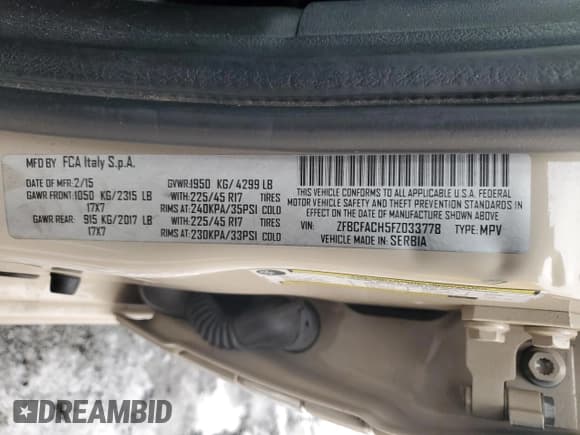 MFD BY FCA Italy S.p.A.
DATE OF MFR: 2/15 GVWR: 1950 KG/ 4299 LB
GAWR FRONT: 1050 KG/2315 LB WITH: 225/45 R17 TIRES
17X7 RIMS AT: 240KPA/35PSI COLD
GAWR REAR: 915 KG/2017 LB WITH: 225/45 R17 TIRES
17X7 RIMS AT: 230KPA/33PSI COLD
THIS VEHICLE CONFORMS TO ALL APPLICABLE U.S.A. FEDERAL
MOTOR VEHICLE SAFETY AND THEFT PREVENTION STANDARDS IN
EFFECT ON THE DATE OF MANUFACTURE SHOWN ABOVE.
VIN: ZFBCFACH5FZ033778 TYPE: MPV
VEHICLE MADE IN: SERBIA
DREAMBID